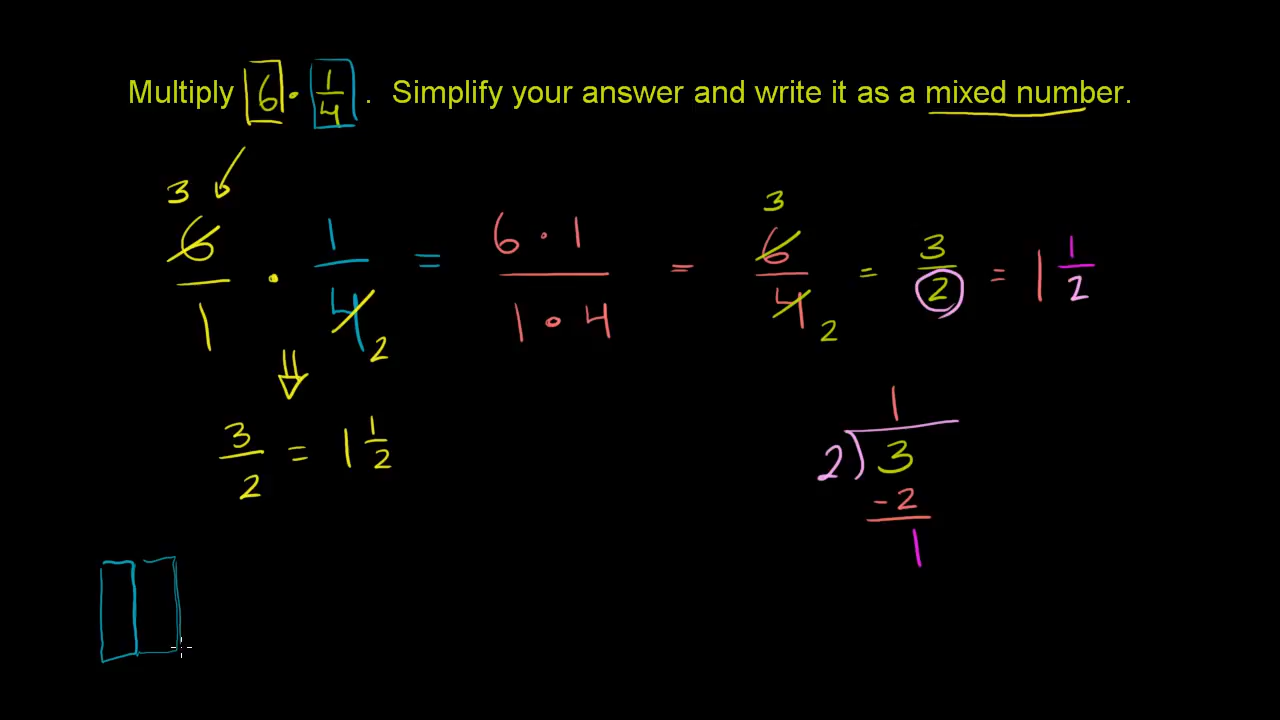 Multiply 6 · 1/4 . Simplify your answer and write it as a mixed number.
3
6/1 · 1/4 2 = 6 · 1 / 1 · 4 = 3 6/4 2 = 3/2 = 1 1/2
3/2 = 1 1/2
1
2) 3
-2
1